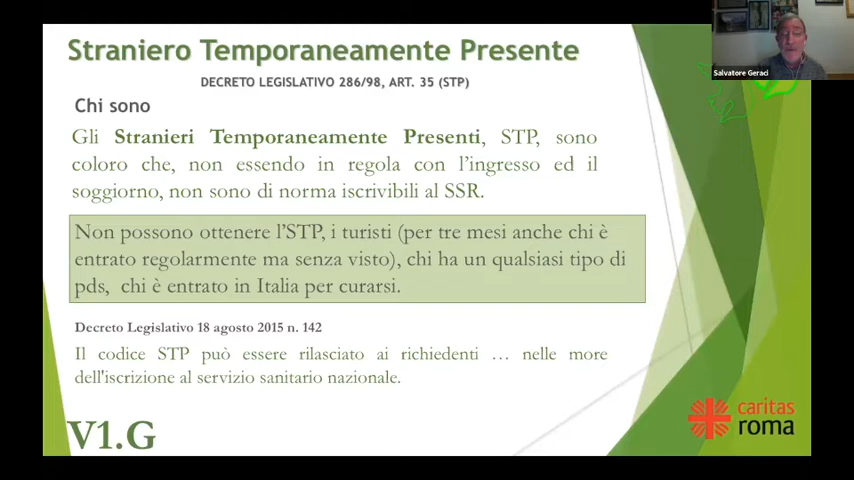 Straniero Temporaneamente Presente
DECRETO LEGISLATIVO 286/98, ART. 35 (STP)
Salvatore Geraci
Chi sono
Gli Stranieri Temporaneamente Presenti, STP, sono
coloro che, non essendo in regola con l'ingresso ed il
soggiorno, non sono di norma iscrivibili al SSR.
Non possono ottenere l'STP, i turisti (per tre mesi anche chi è
entrato regolarmente ma senza visto), chi ha un qualsiasi tipo di
pds, chi è entrato in Italia per curarsi.
Decreto Legislativo 18 agosto 2015 n. 142
Il codice STP può essere rilasciato ai richiedenti … nelle more
dell'iscrizione al servizio sanitario nazionale.
V1.G
caritas
roma